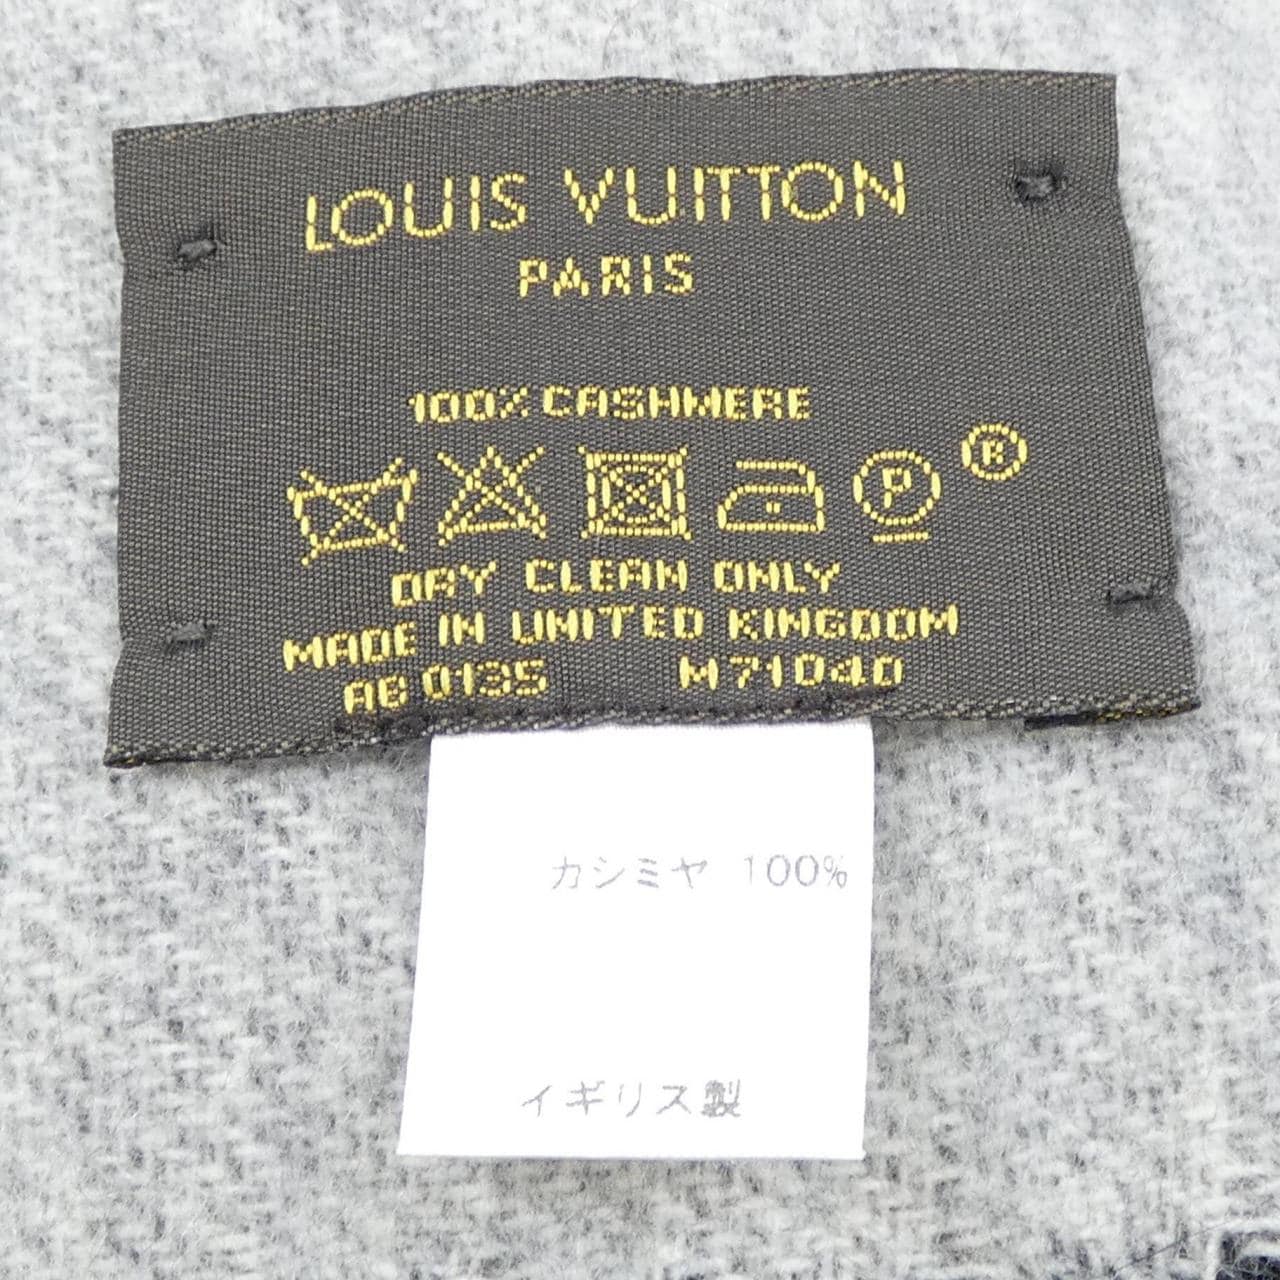 LOUIS VUITTON
PARIS
100% CASHMERE
P ®
DRY CLEAN ONLY
MADE IN UNITED KINGDOM
AB 0135 M71040
カシミヤ 100%
イギリス製